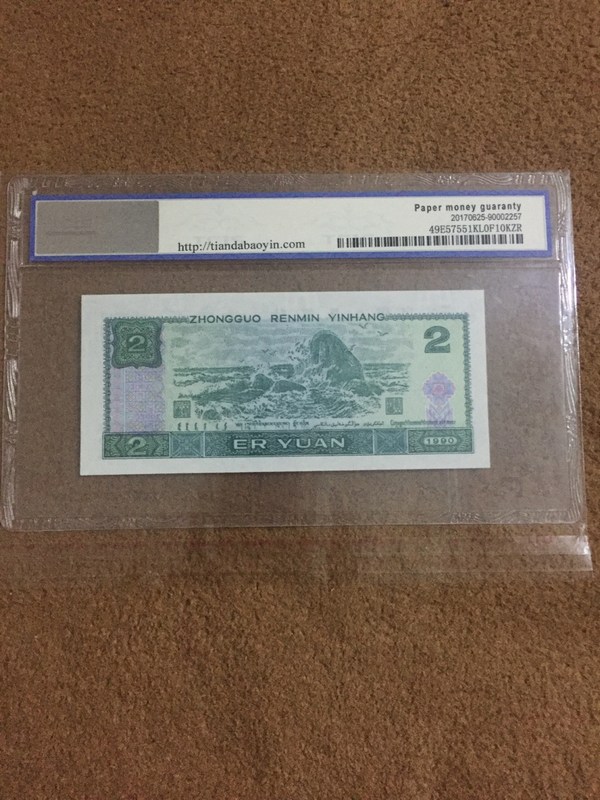 Paper money guaranty
20170625-90002257
49E57551KL0F10KZR
http://tiandabaoyin.com
ZHONGGUO RENMIN YINHANG
2
2
2
ER YUAN
1990